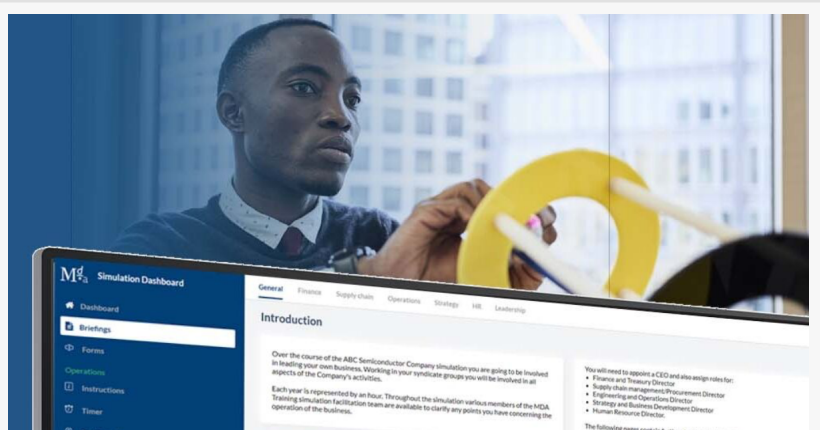 Mda Simulation Dashboard
Dashboard
Briefings
Forms
Operations
Instructions
Timer
General Finance Supply chain Operations Strategy HR Leadership
Introduction
Over the course of the ABC Semiconductor Company simulation you are going to be involved
in leading your own business. Working in your syndicate groups you will be involved in all
aspects of the Company's activities.
Each year is represented by an hour. Throughout the simulation various members of the MDA
Training simulation facilitation team are available to clarify any points you have concerning the
operation of the business.
You will need to appoint a CEO and also assign roles for:
• Finance and Treasury Director
• Supply chain management/Procurement Director
• Engineering and Operations Director
• Strategy and Business Development Director
• Human Resource Director.
The following pages